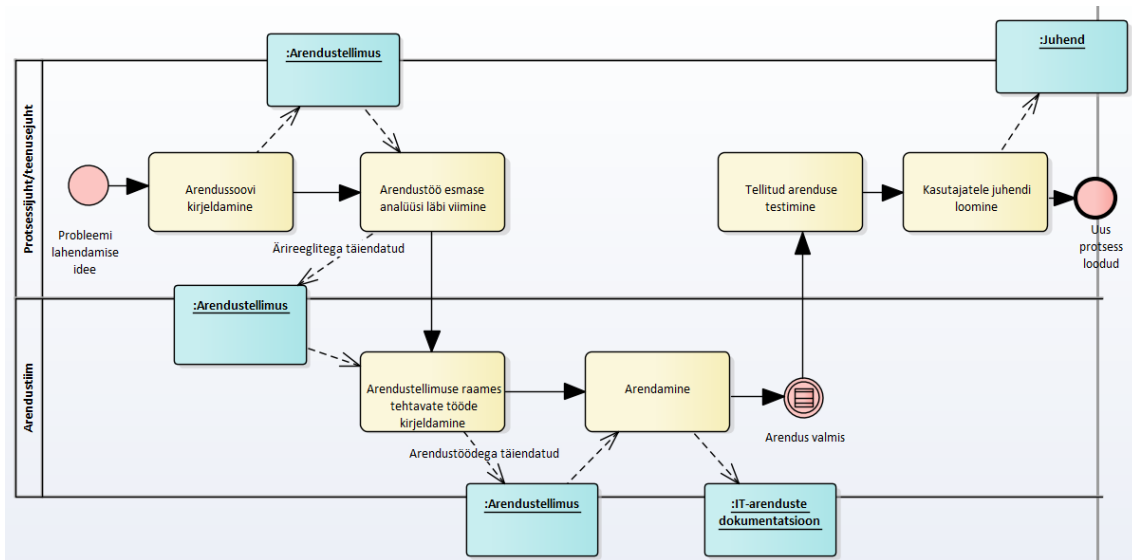 :Arendustellimus
:Juhend
Protsessijuht/teenusejuht
Probleemi
lahendamise
idee
Arendussoovi
kirjeldamine
Arendustöö esmase
analüüsi läbi viimine
Tellitud arenduse
testimine
Kasutajatele juhendi
loomine
Uus
protsess
loodud
Ärireeglitega täiendatud
:Arendustellimus
Arendustiim
Arendustellimuse raames
tehtavate tööde
kirjeldamine
Arendamine
Arendus valmis
Arendustöödega täiendatud
:Arendustellimus
:IT-arenduste
dokumentatsioon